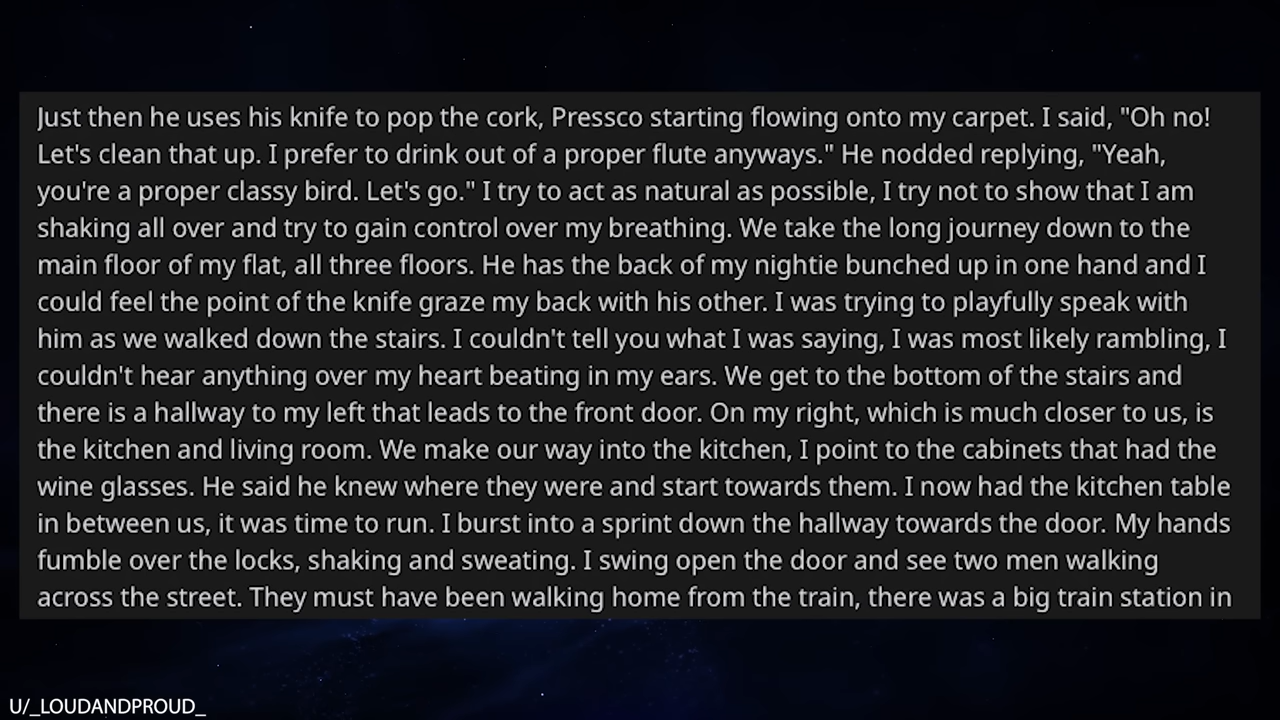 Just then he uses his knife to pop the cork, Pressco starting flowing onto my carpet. I said, "Oh no!
Let's clean that up. I prefer to drink out of a proper flute anyways." He nodded replying, "Yeah,
you're a proper classy bird. Let's go." I try to act as natural as possible, I try not to show that I am
shaking all over and try to gain control over my breathing. We take the long journey down to the
main floor of my flat, all three floors. He has the back of my nightie bunched up in one hand and I
could feel the point of the knife graze my back with his other. I was trying to playfully speak with
him as we walked down the stairs. I couldn't tell you what I was saying, I was most likely rambling, I
couldn't hear anything over my heart beating in my ears. We get to the bottom of the stairs and
there is a hallway to my left that leads to the front door. On my right, which is much closer to us, is
the kitchen and living room. We make our way into the kitchen, I point to the cabinets that had the
wine glasses. He said he knew where they were and start towards them. I now had the kitchen table
in between us, it was time to run. I burst into a sprint down the hallway towards the door. My hands
fumble over the locks, shaking and sweating. I swing open the door and see two men walking
across the street. They must have been walking home from the train, there was a big train station in
U/_LOUDANDPROUD_